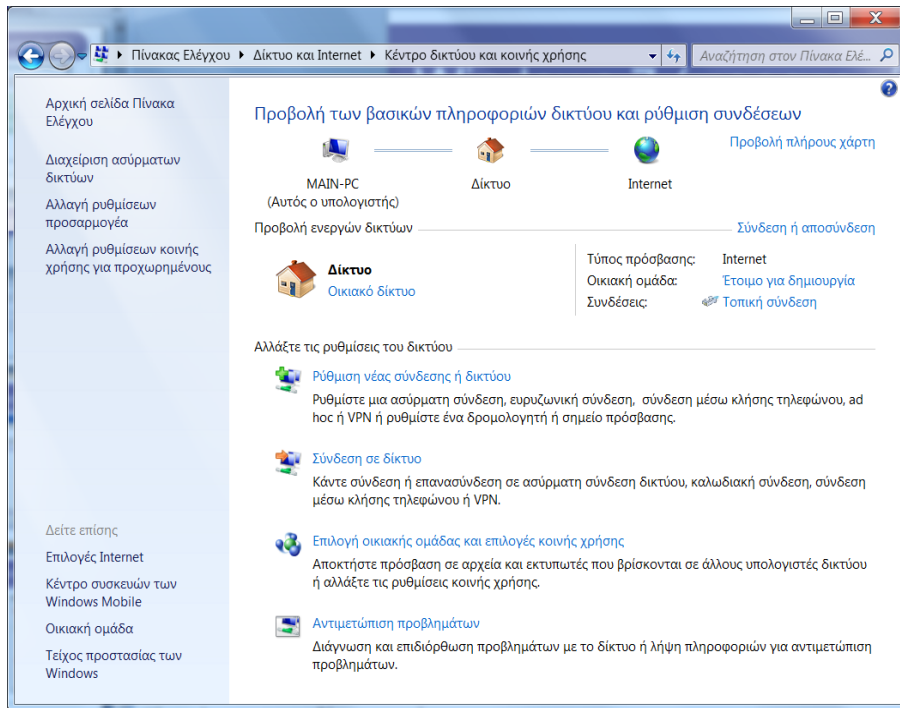 Πίνακας Ελέγχου ▸ Δίκτυο και Internet ▸ Κέντρο δικτύου και κοινής χρήσης
Αναζήτηση στον Πίνακα Ελέ...
Αρχική σελίδα Πίνακα
Ελέγχου
Διαχείριση ασύρματων
δικτύων
Αλλαγή ρυθμίσεων
προσαρμογέα
Αλλαγή ρυθμίσεων κοινής
χρήσης για προχωρημένους
Δείτε επίσης
Επιλογές Internet
Κέντρο συσκευών των
Windows Mobile
Οικιακή ομάδα
Τείχος προστασίας των
Windows
Προβολή των βασικών πληροφοριών δικτύου και ρύθμιση συνδέσεων
Προβολή πλήρους χάρτη
MAIN-PC
(Αυτός ο υπολογιστής)
Δίκτυο
Internet
Προβολή ενεργών δικτύων
Σύνδεση ή αποσύνδεση
Δίκτυο
Οικιακό δίκτυο
Τύπος πρόσβασης: Internet
Οικιακή ομάδα: Έτοιμο για δημιουργία
Συνδέσεις: Τοπική σύνδεση
Αλλάξτε τις ρυθμίσεις του δικτύου
Ρύθμιση νέας σύνδεσης ή δικτύου
Ρυθμίστε μια ασύρματη σύνδεση, ευρυζωνική σύνδεση, σύνδεση μέσω κλήσης τηλεφώνου, ad
hoc ή VPN ή ρυθμίστε ένα δρομολογητή ή σημείο πρόσβασης.
Σύνδεση σε δίκτυο
Κάντε σύνδεση ή επανασύνδεση σε ασύρματη σύνδεση δικτύου, καλωδιακή σύνδεση, σύνδεση
μέσω κλήσης τηλεφώνου ή VPN.
Επιλογή οικιακής ομάδας και επιλογές κοινής χρήσης
Αποκτήστε πρόσβαση σε αρχεία και εκτυπωτές που βρίσκονται σε άλλους υπολογιστές δικτύου
ή αλλάξτε τις ρυθμίσεις κοινής χρήσης.
Αντιμετώπιση προβλημάτων
Διάγνωση και επιδιόρθωση προβλημάτων με το δίκτυο ή λήψη πληροφοριών για αντιμετώπιση
προβλημάτων.